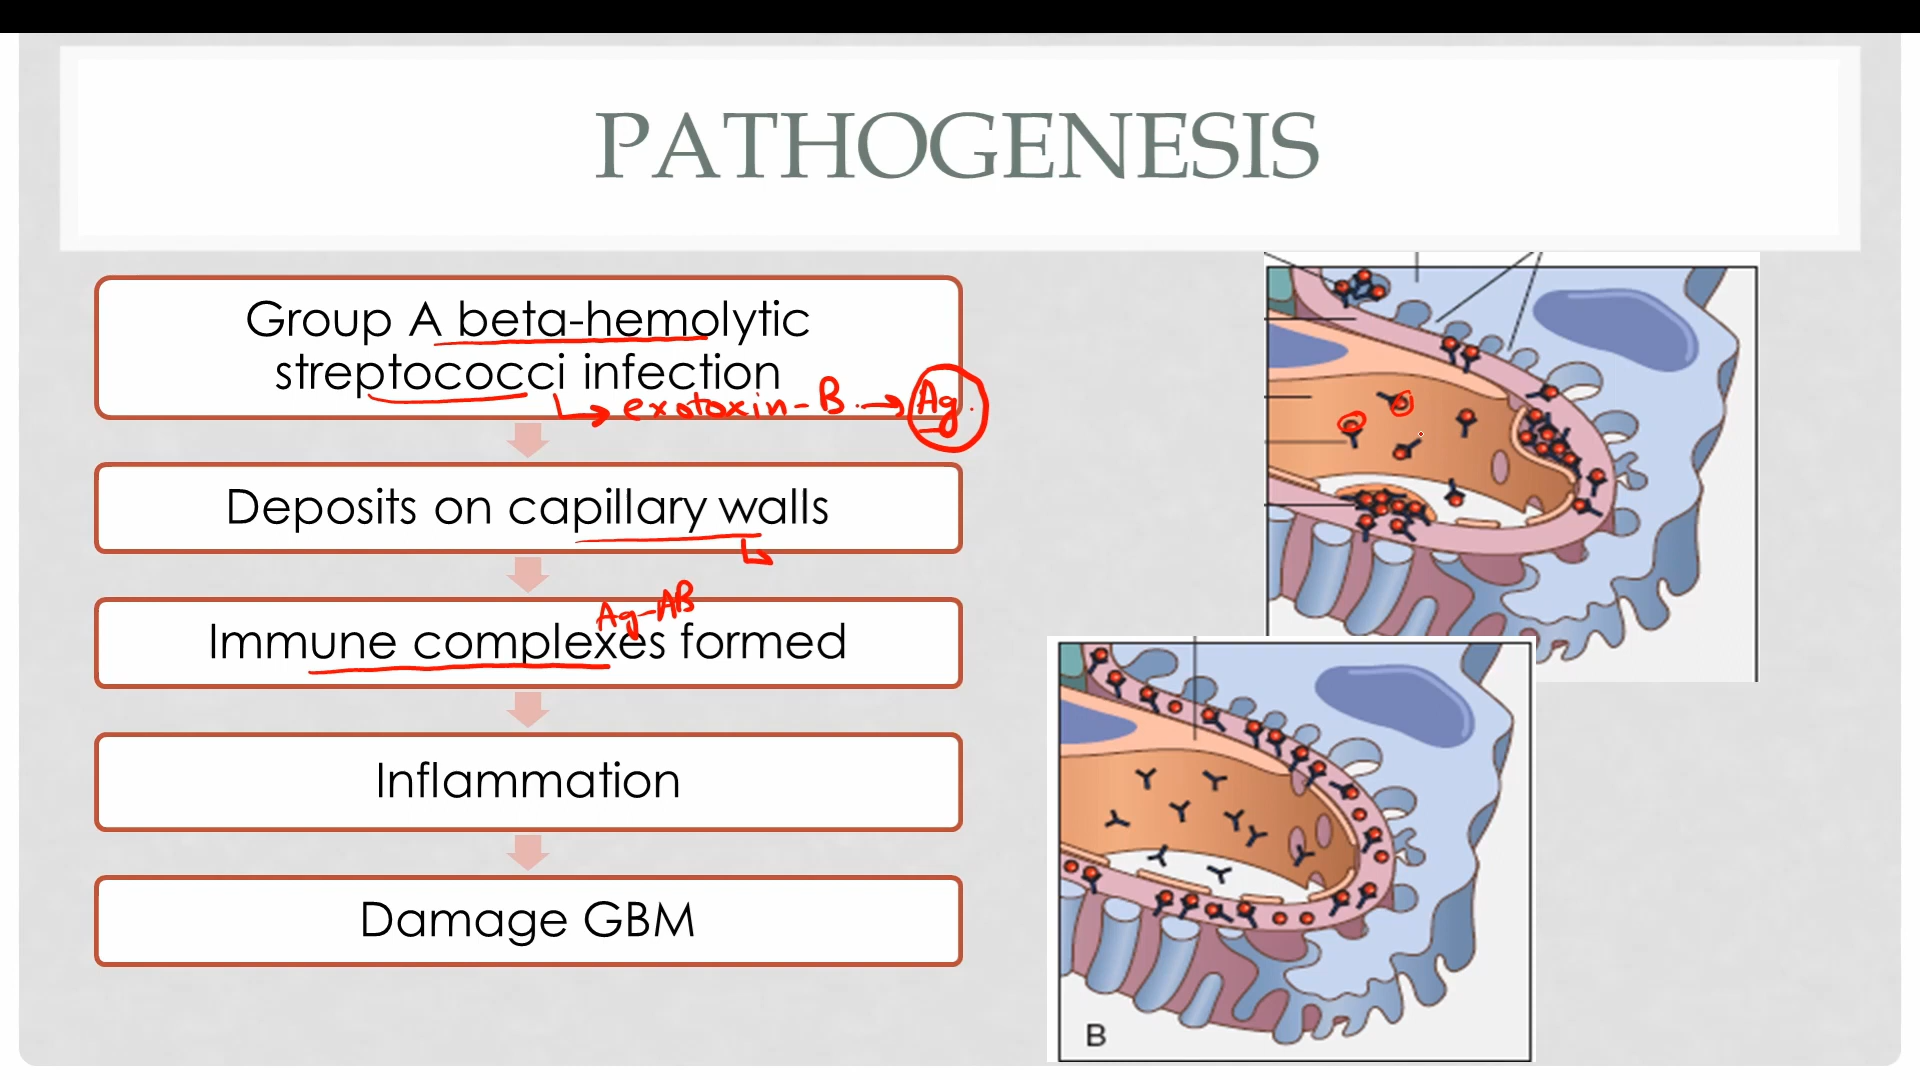 PATHOGENESIS
Group A beta-hemolytic
streptococci infection
exotoxin-B → Ag
Deposits on capillary walls
Ag-AB
Immune complexes formed
Inflammation
Damage GBM
B